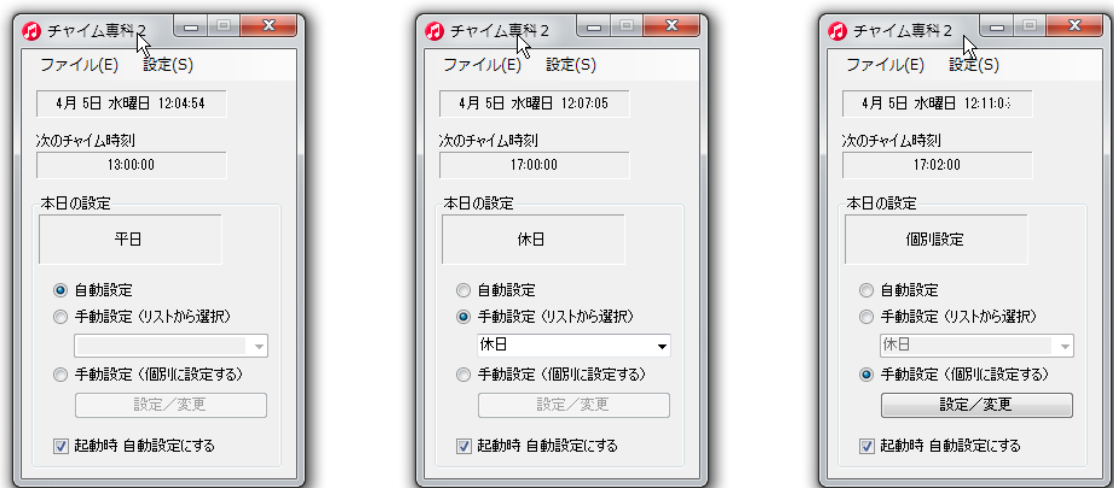 チャイム専科2
ファイル(E) 設定(S)
4月 5日 水曜日 12:04:54
次のチャイム時刻
13:00:00
本日の設定
平日
自動設定
手動設定（リストから選択）
手動設定（個別に設定する）
設定／変更
起動時 自動設定にする
チャイム専科2
ファイル(E) 設定(S)
4月 5日 水曜日 12:07:05
次のチャイム時刻
17:00:00
本日の設定
休日
自動設定
手動設定（リストから選択）
休日
手動設定（個別に設定する）
設定／変更
起動時 自動設定にする
チャイム専科2
ファイル(E) 設定(S)
4月 5日 水曜日
次のチャイム時刻
17:02:00
本日の設定
個別設定
自動設定
手動設定（リストから選択）
休日
手動設定（個別に設定する）
設定／変更
起動時 自動設定にする